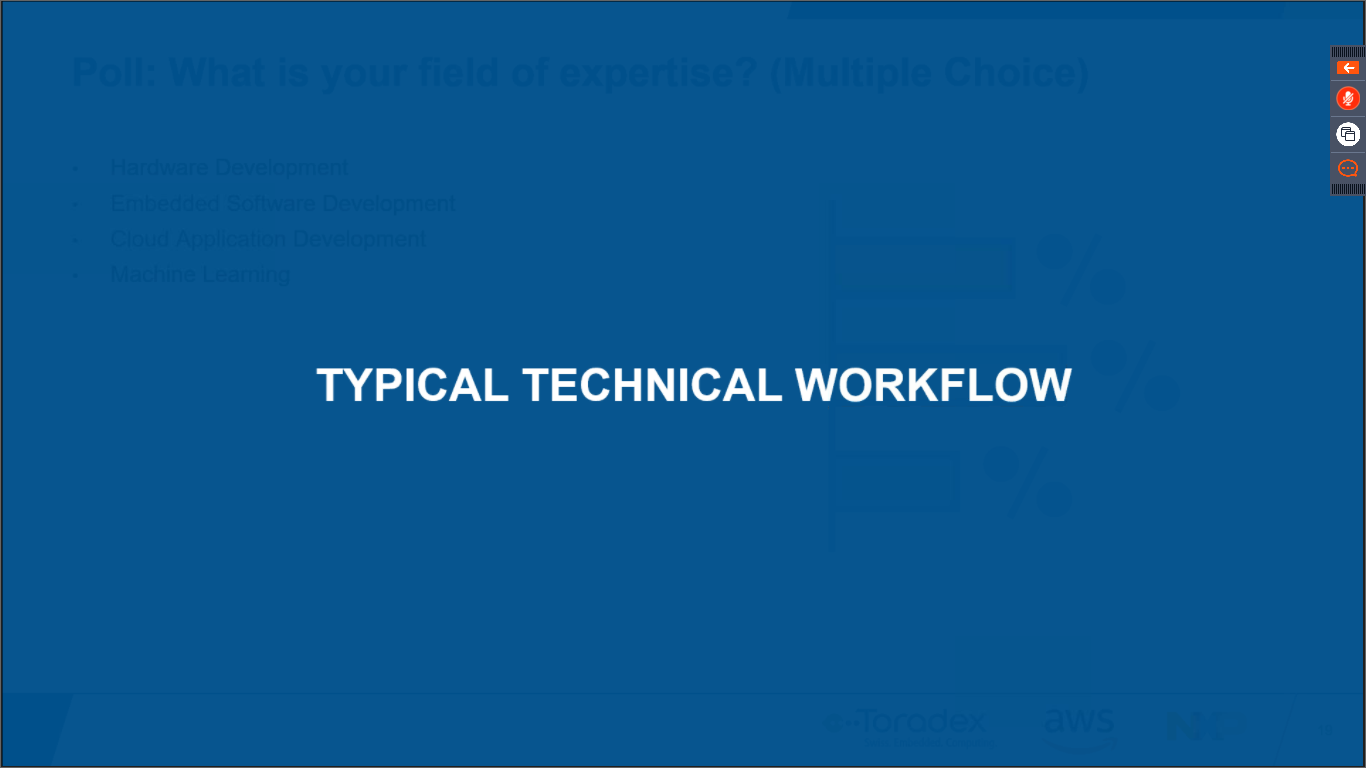 Poll: What is your field of expertise? (Multiple Choice)
• Hardware Development
• Embedded Software Development
• Cloud Application Development
• Machine Learning
TYPICAL TECHNICAL WORKFLOW
Toradex
aws
NXP